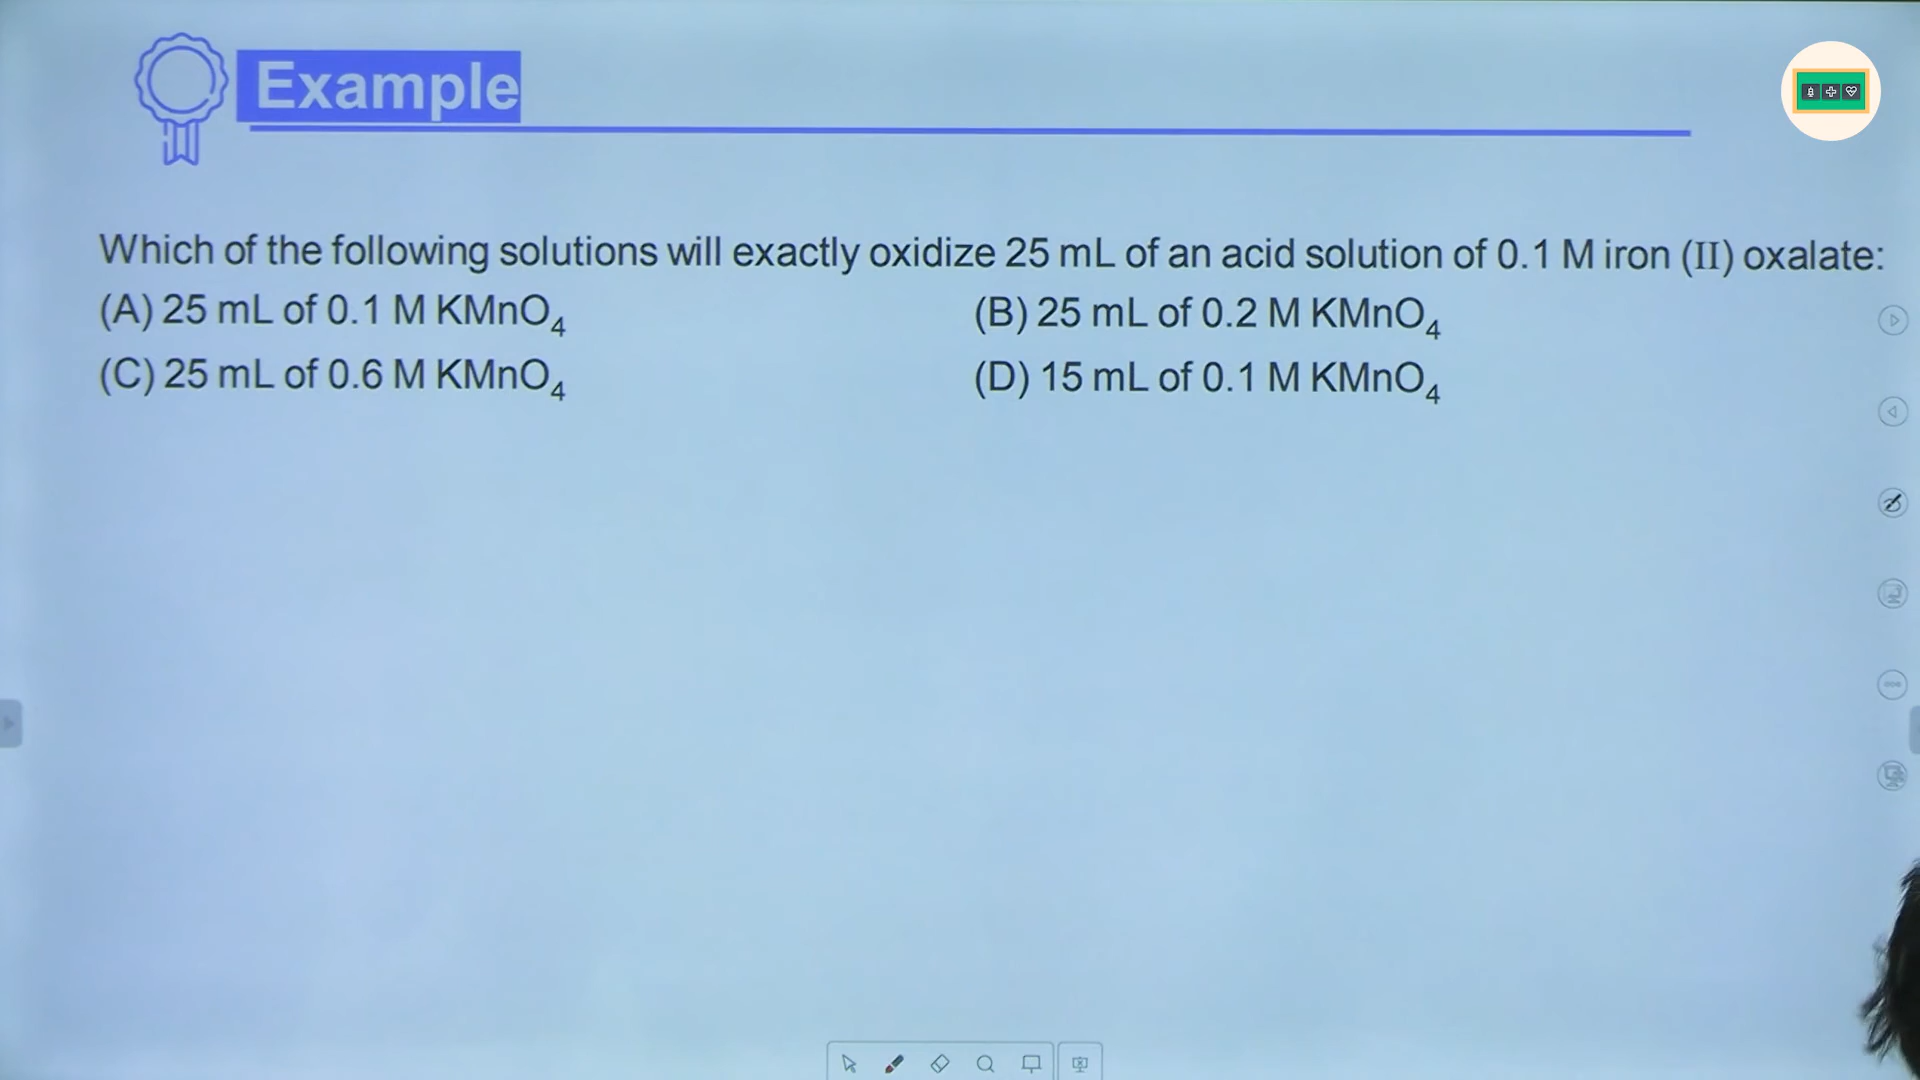 Example
Which of the following solutions will exactly oxidize 25 mL of an acid solution of 0.1 M iron (II) oxalate:
(A) 25 mL of 0.1 M KMnO₄ (B) 25 mL of 0.2 M KMnO₄
(C) 25 mL of 0.6 M KMnO₄ (D) 15 mL of 0.1 M KMnO₄